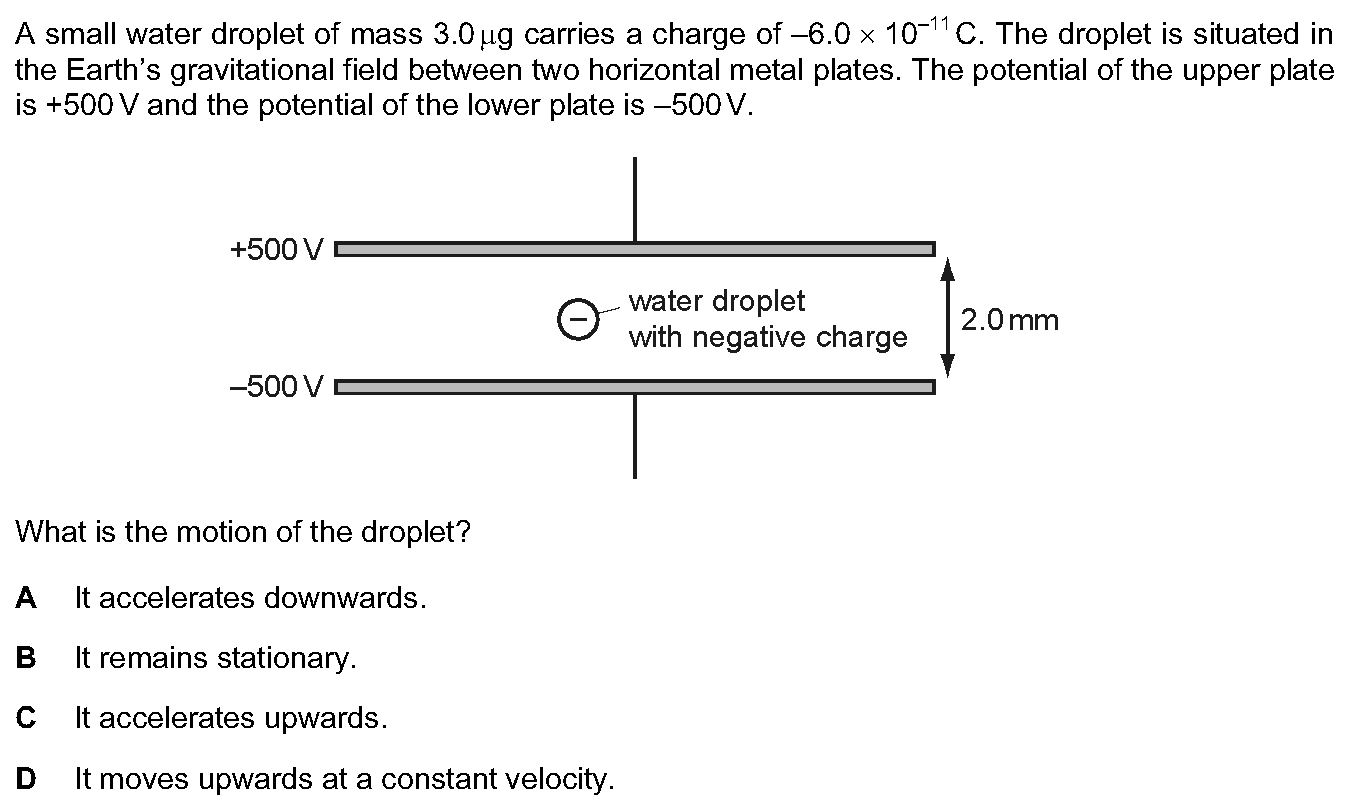 A small water droplet of mass 3.0 µg carries a charge of –6.0 × 10⁻¹¹ C. The droplet is situated in
the Earth’s gravitational field between two horizontal metal plates. The potential of the upper plate
is +500 V and the potential of the lower plate is –500 V.
+500 V
water droplet
with negative charge
–
2.0 mm
–500 V
What is the motion of the droplet?
A It accelerates downwards.
B It remains stationary.
C It accelerates upwards.
D It moves upwards at a constant velocity.